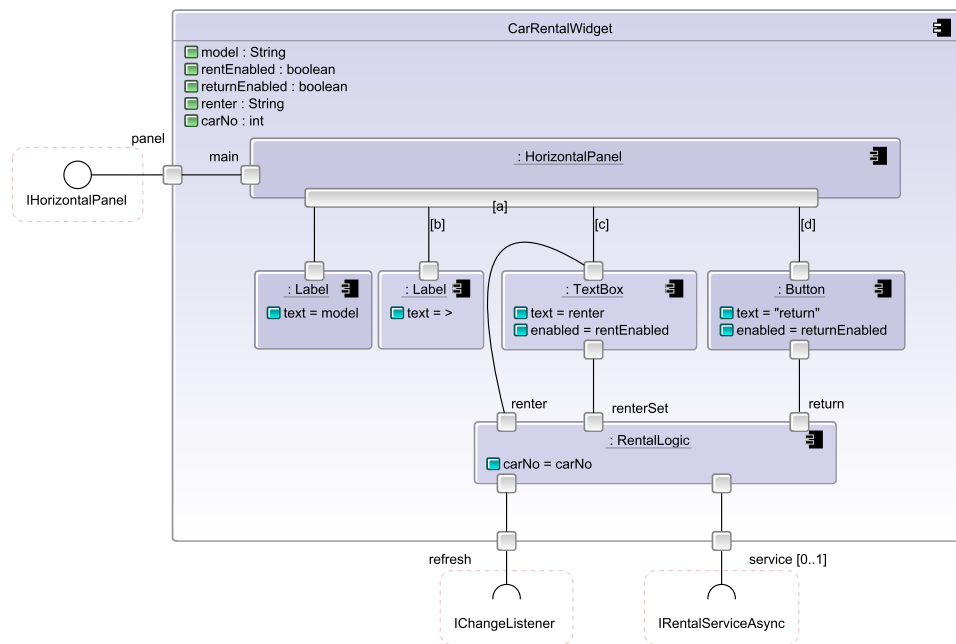 CarRentalWidget
model : String
rentEnabled : boolean
returnEnabled : boolean
renter : String
carNo : int
panel
main
: HorizontalPanel
IHorizontalPanel
[a]
[b]
[c]
[d]
: Label
text = model
: Label
text = >
: TextBox
text = renter
enabled = rentEnabled
: Button
text = "return"
enabled = returnEnabled
renter
renterSet
return
: RentalLogic
carNo = carNo
refresh
service [0..1]
IChangeListener
IRentalServiceAsync